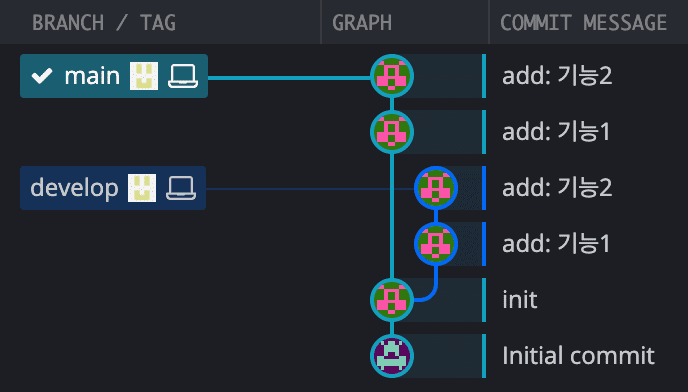 BRANCH / TAG GRAPH COMMIT MESSAGE
main add: 기능2
add: 기능1
develop add: 기능2
add: 기능1
init
Initial commit